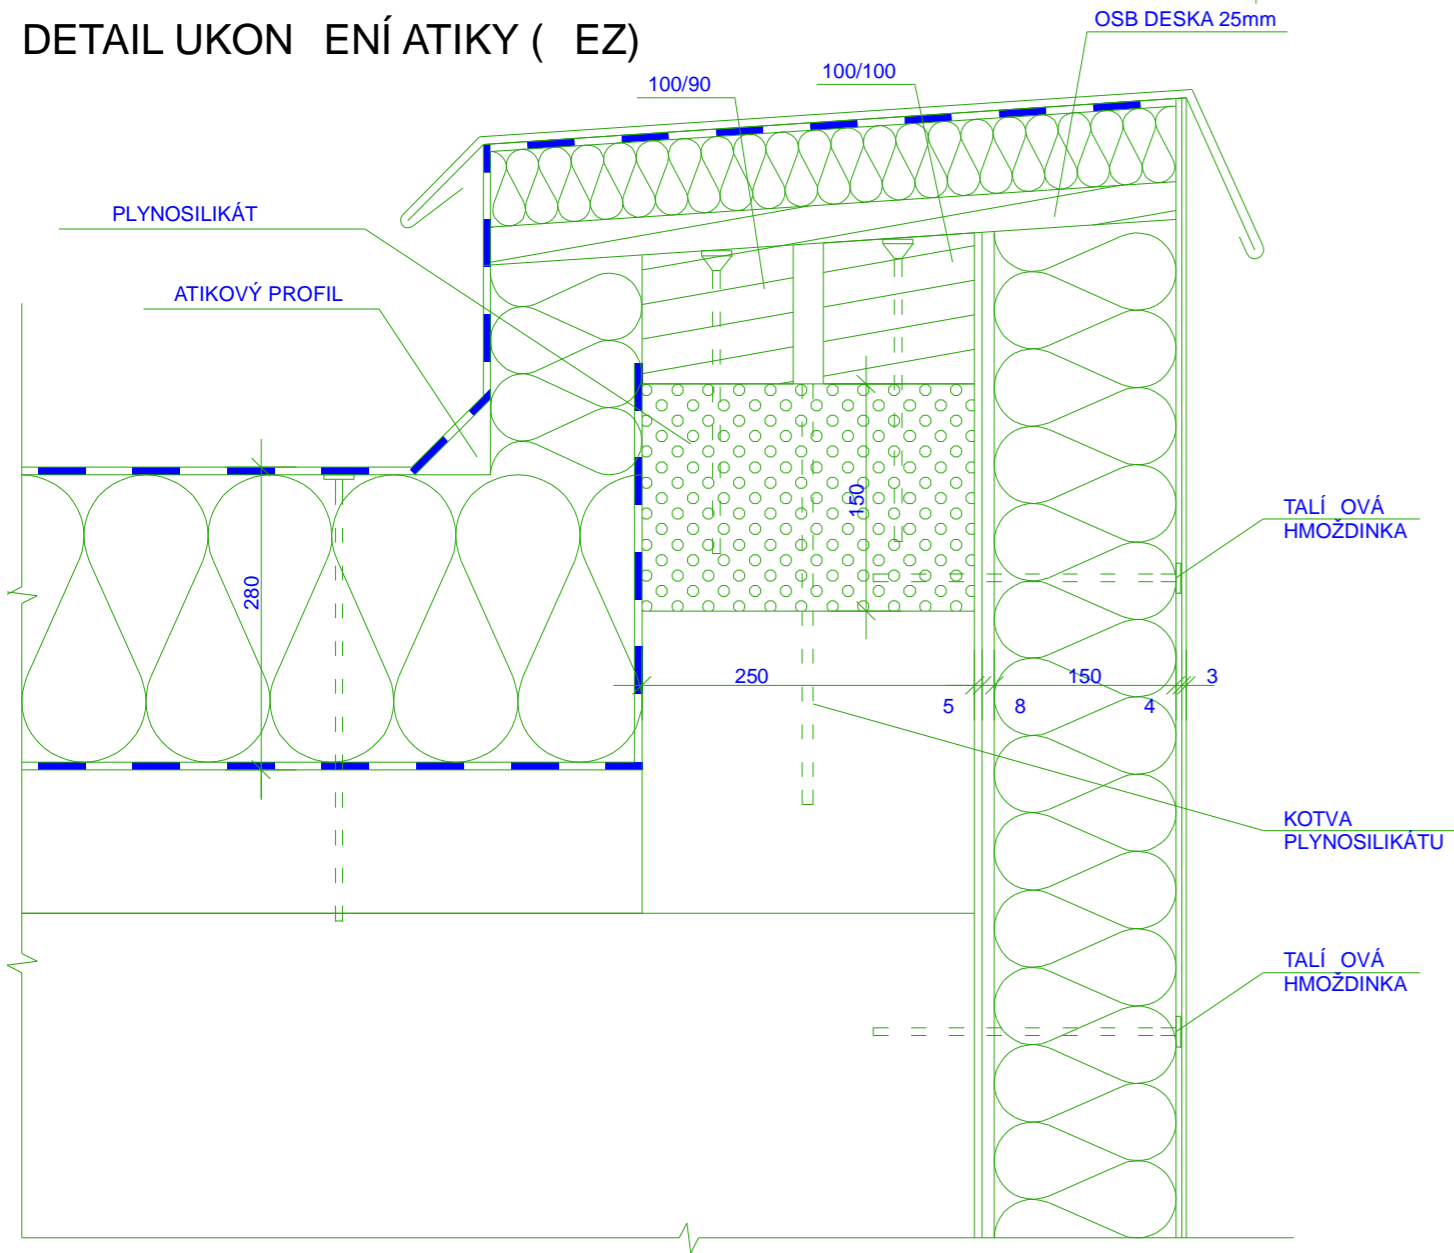 DETAIL UKON ENÍ ATIKY ( EZ)
OSB DESKA 25mm
100/90
100/100
PLYNOSILIKÁT
ATIKOVÝ PROFIL
150
TALÍ OVÁ
HMOŽDINKA
280
250
150
3
5
8
4
KOTVA
PLYNOSILIKÁTU
TALÍ OVÁ
HMOŽDINKA